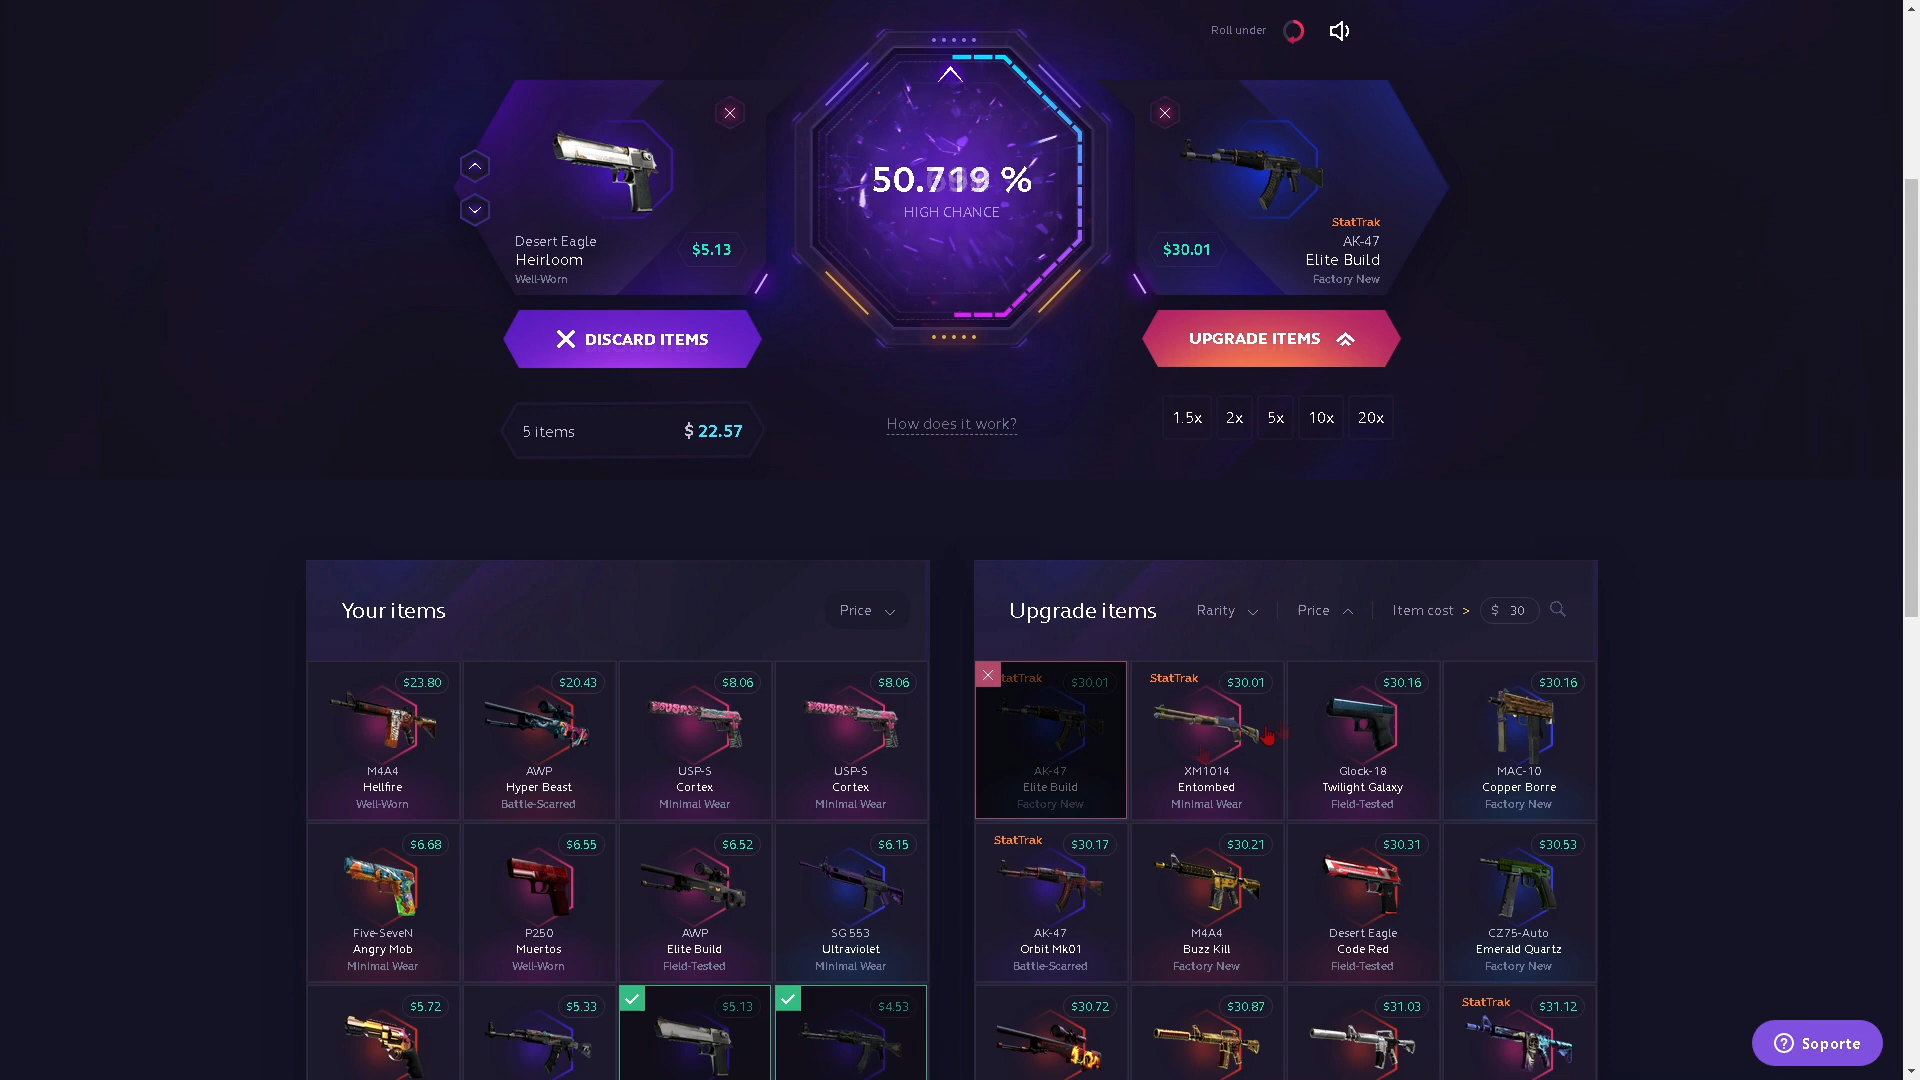 Roll under
50.719 %
HIGH CHANCE
Desert Eagle
Heirloom
Well-Worn
$5.13
$30.01
StatTrak
AK-47
Elite Build
Factory New
DISCARD ITEMS
UPGRADE ITEMS
5 items
$ 22.57
How does it work?
1.5x 2x 5x 10x 20x
Your items
Price
Upgrade items
Rarity Price Item cost > $ 30
$23.80
M4A4
Hellfire
Well-Worn
$20.43
AWP
Hyper Beast
Battle-Scarred
$8.06
USP-S
Cortex
Minimal Wear
$8.06
USP-S
Cortex
Minimal Wear
$6.68
Five-SeveN
Angry Mob
Minimal Wear
$6.55
P250
Muertos
Well-Worn
$6.52
AWP
Elite Build
Field-Tested
$6.15
SG 553
Ultraviolet
Minimal Wear
$5.72
$5.33
$5.13
$4.53
tatTrak $30.01
AK-47
Elite Build
Factory New
StatTrak $30.01
XM1014
Entombed
Minimal Wear
$30.16
Glock-18
Twilight Galaxy
Field-Tested
$30.16
MAC-10
Copper Borre
Factory New
StatTrak $30.17
AK-47
Orbit Mk01
Battle-Scarred
$30.21
M4A4
Buzz Kill
Factory New
$30.31
Desert Eagle
Code Red
Field-Tested
$30.53
CZ75-Auto
Emerald Quartz
Factory New
$30.72
$30.87
$31.03
StatTrak $31.12
Soporte